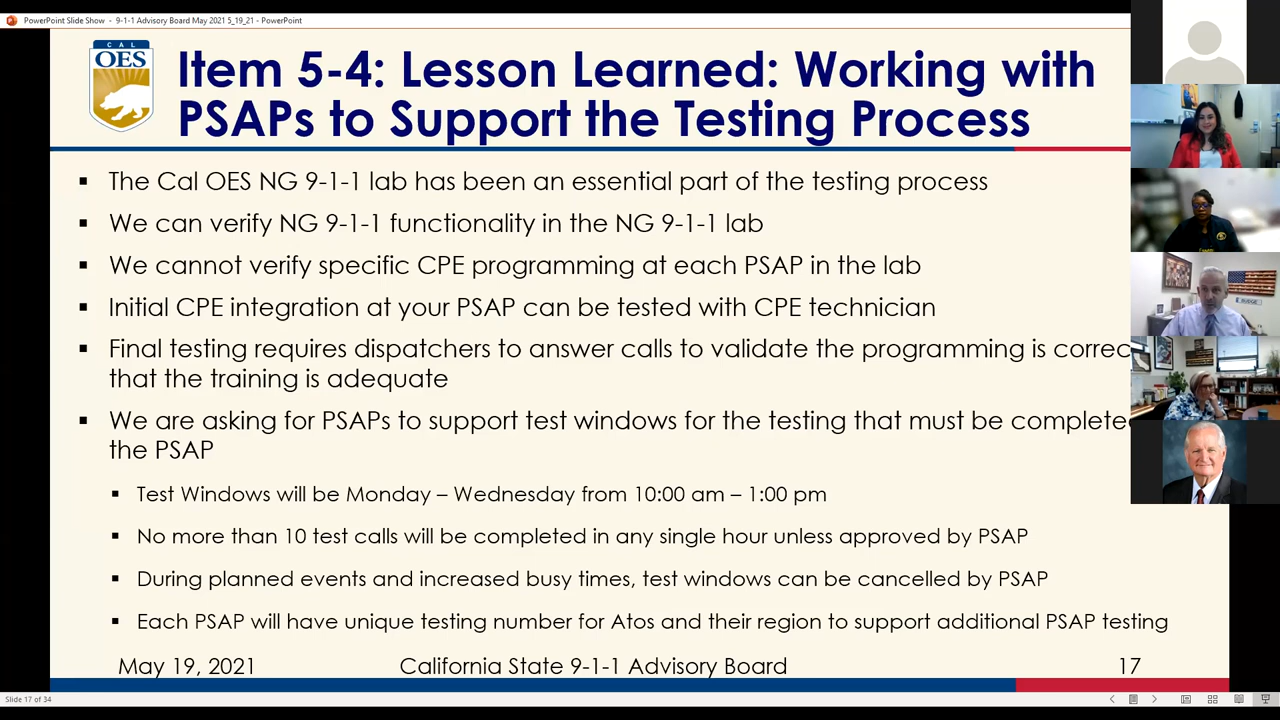 PowerPoint Slide Show - 9-1-1 Advisory Board May 2021 5_19_21 - PowerPoint
CAL
OES
Item 5-4: Lesson Learned: Working with
PSAPs to Support the Testing Process
▪ The Cal OES NG 9-1-1 lab has been an essential part of the testing process
▪ We can verify NG 9-1-1 functionality in the NG 9-1-1 lab
▪ We cannot verify specific CPE programming at each PSAP in the lab
▪ Initial CPE integration at your PSAP can be tested with CPE technician
▪ Final testing requires dispatchers to answer calls to validate the programming is correc
that the training is adequate
▪ We are asking for PSAPs to support test windows for the testing that must be complete
the PSAP
▪ Test Windows will be Monday – Wednesday from 10:00 am – 1:00 pm
▪ No more than 10 test calls will be completed in any single hour unless approved by PSAP
▪ During planned events and increased busy times, test windows can be cancelled by PSAP
▪ Each PSAP will have unique testing number for Atos and their region to support additional PSAP testing
May 19, 2021 California State 9-1-1 Advisory Board 17
Slide 17 of 34